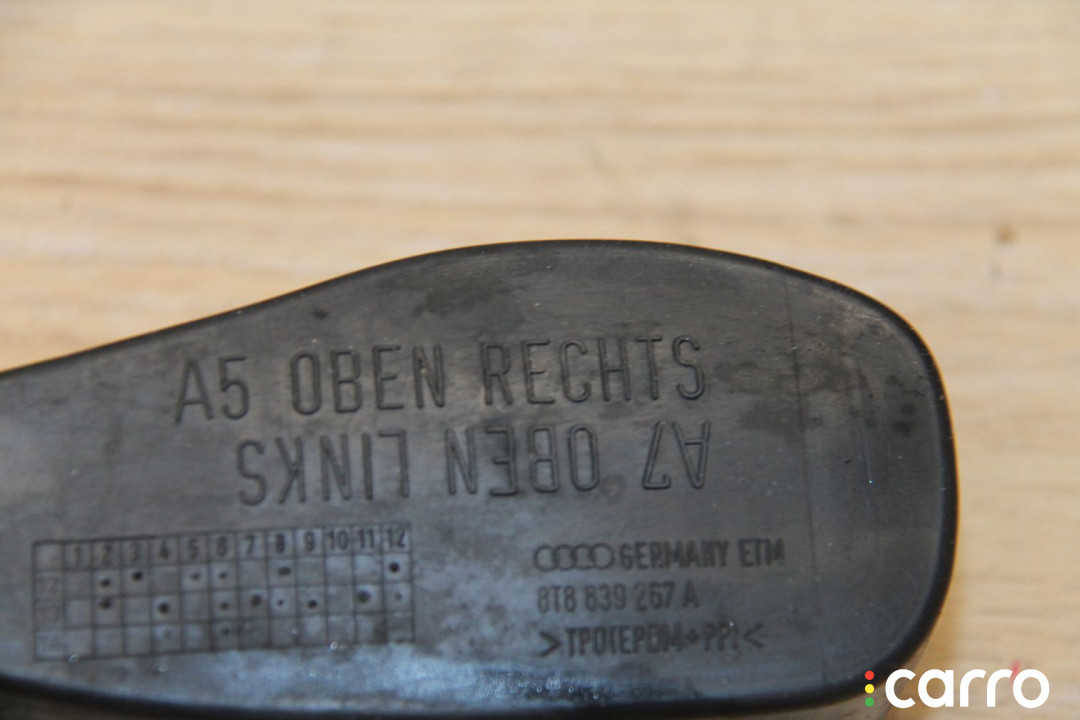 A5 OBEN RECHTS
A7 OBEN LINKS
1 2 3 4 5 6 7 8 9 10 11 12
GERMANY ETM
8T8 839 267 A
>TPO(EPDM+PP)<
carro